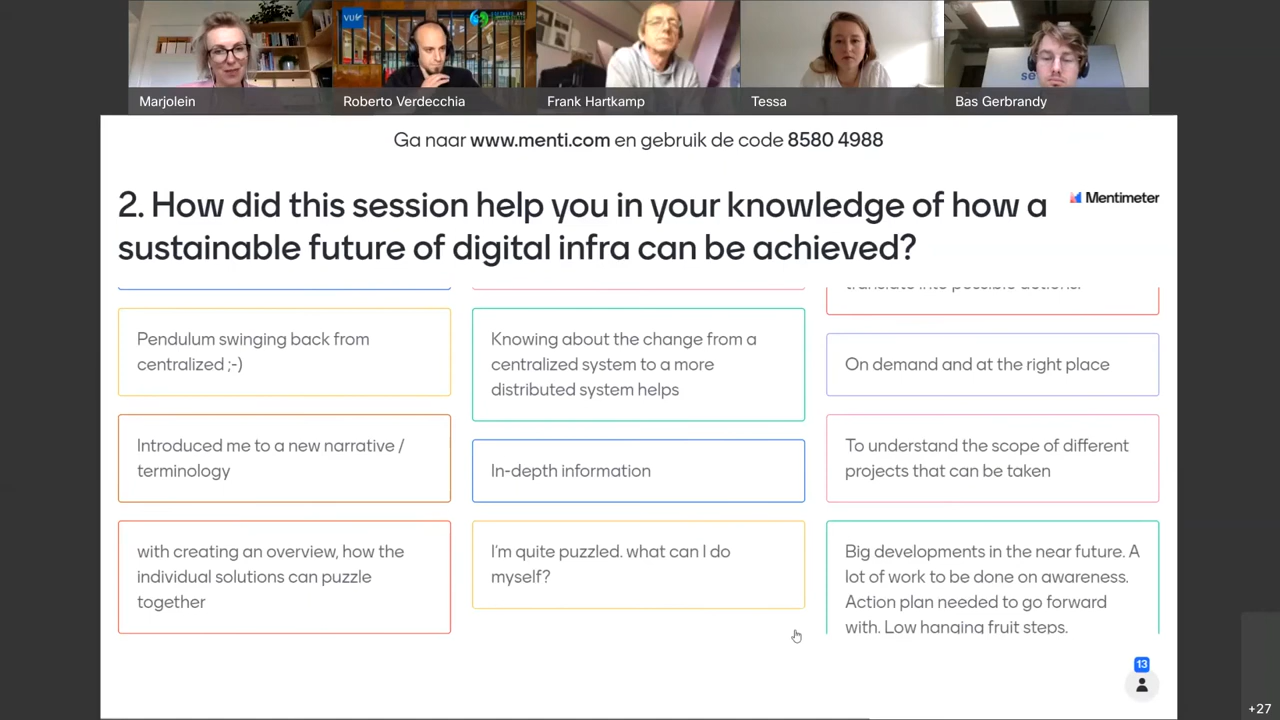 VU
Marjolein
Roberto Verdecchia
Frank Hartkamp
Tessa
Bas Gerbrandy
Ga naar www.menti.com en gebruik de code 8580 4988
2. How did this session help you in your knowledge of how a
sustainable future of digital infra can be achieved?
Mentimeter
Pendulum swinging back from
centralized ;-)
Introduced me to a new narrative /
terminology
with creating an overview, how the
individual solutions can puzzle
together
Knowing about the change from a
centralized system to a more
distributed system helps
In-depth information
I'm quite puzzled. what can I do
myself?
translate into possible actions.
On demand and at the right place
To understand the scope of different
projects that can be taken
Big developments in the near future. A
lot of work to be done on awareness.
Action plan needed to go forward
with. Low hanging fruit steps.
13
+27